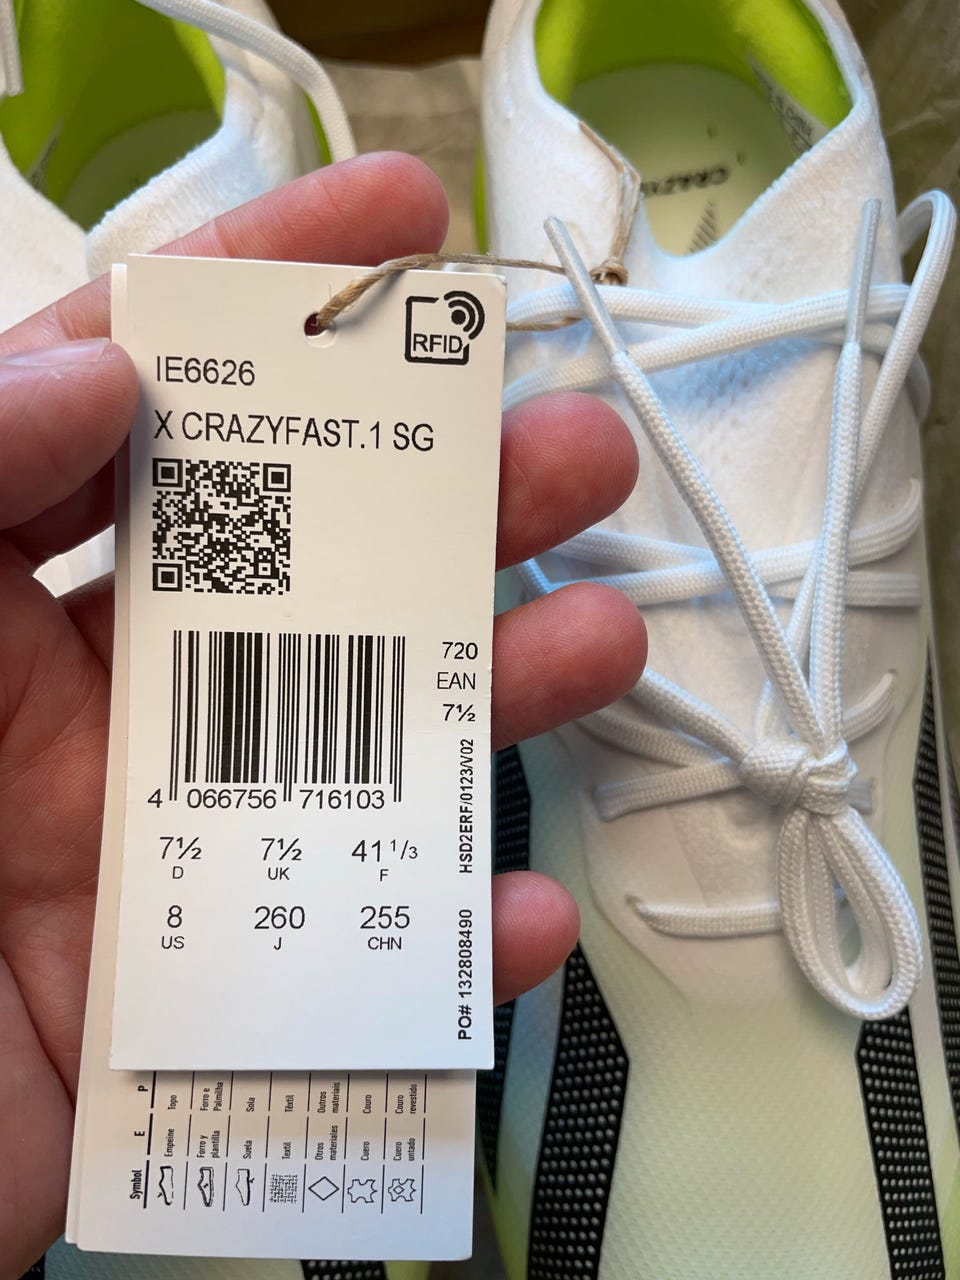 CRAZY
RFID
IE6626
X CRAZYFAST.1 SG
720
EAN
7½
4 066756 716103
HSD2ERF/0123/V02
7½ 7½ 41 1/3
D UK F
8 260 255
US J CHN
PO# 132808490
Symbol E P
Empeine Topo
Forro y plantilla Forro e Palmilha
Suela Sola
Textil Têxtil
Otros materiales Outros materiais
Cuero Couro
Cuero untado Couro revestido